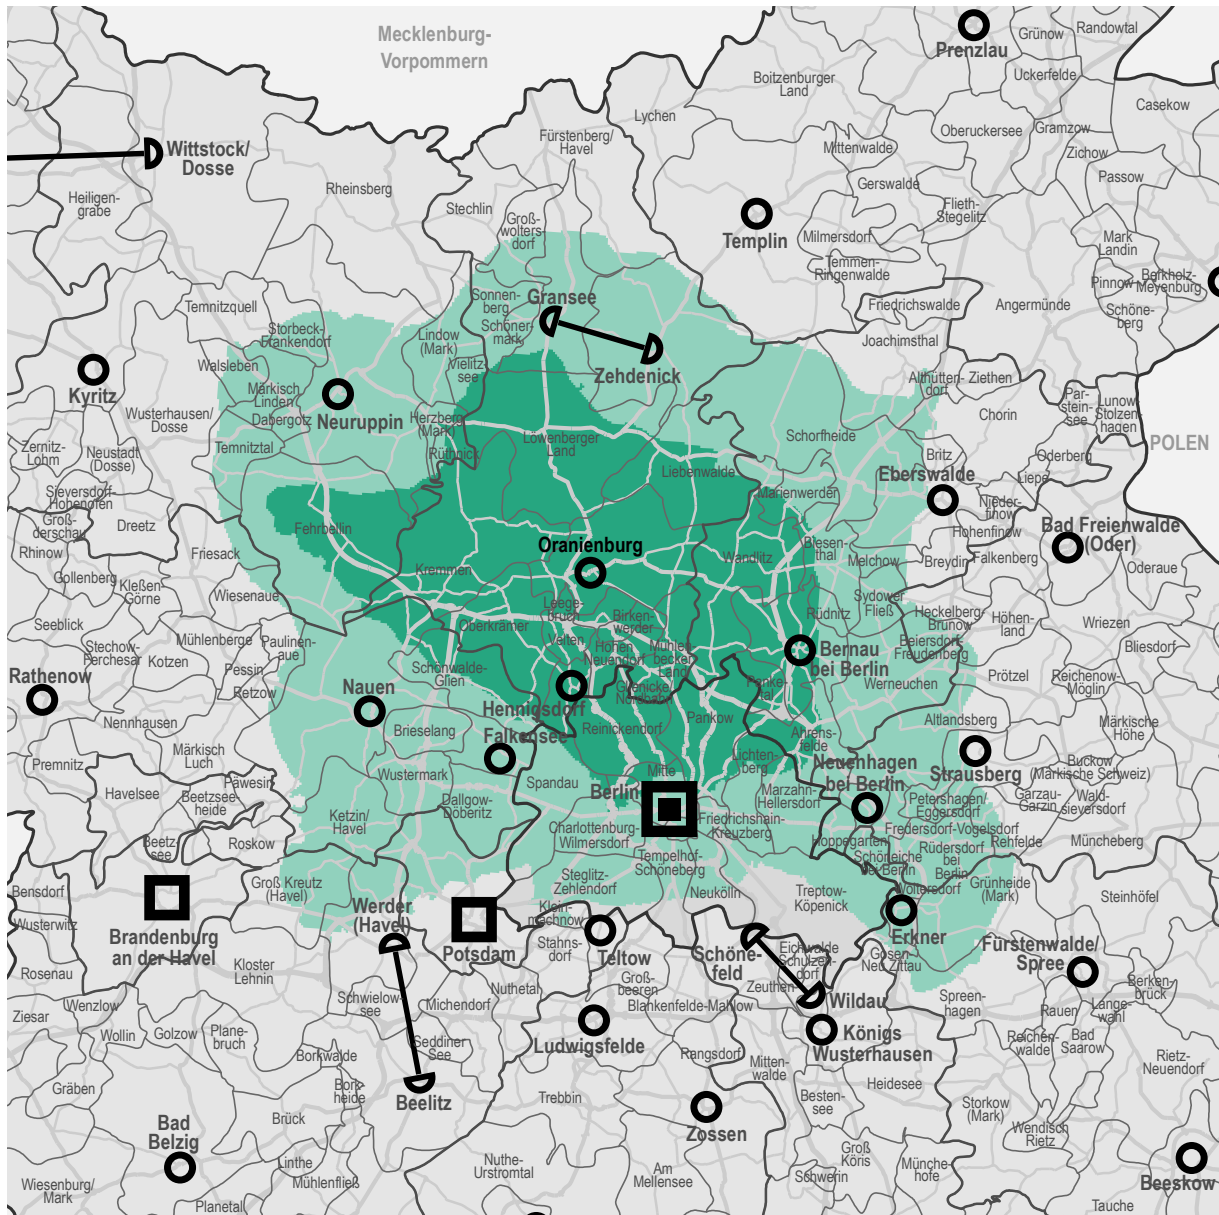 Mecklenburg-
Vorpommern
Prenzlau
Grünow
Randowtal
Uckerfelde
Boitzenburger
Land
Casekow
Lychen
Fürstenberg/
Havel
Oberuckersee
Gramzow
Mittenwalde
Zichow
Wittstock/
Dosse
Rheinsberg
Passow
Gerswalde
Heiligen-
grabe
Stechlin
Groß-
wolters-
dorf
Flieth-
Stegelitz
Templin
Milmersdorf
Mark
Landin
Temmen-
Ringenwalde
Pinnow
Berkholz-
Meyenburg
Temnitzquell
Sonnen-
berg
Gransee
Friedrichswalde
Angermünde
Schöne-
berg
Storbeck-
Frankendorf
Lindow
(Mark)
Schöner-
mark
Joachimsthal
Walsleben
Vielitz-
see
Zehdenick
Kyritz
Märkisch
Linden
Neuruppin
Althütten-
dorf
Ziethen
Par-
stein-
see
Lunow-
Stolzen-
hagen
Wusterhausen/
Dosse
Dabergotz
Herzberg
(Mark)
Chorin
Zernitz-
Lohm
Neustadt
(Dosse)
Temnitztal
Rüthnick
Löwenberger
Land
Schorfheide
Britz
Oderberg
POLEN
Liebenwalde
Eberswalde
Liepe
Sieversdorf-
Hohenofen
Marienwerder
Nieder-
finow
Groß-
derschau
Dreetz
Fehrbellin
Hohenfinow
Bad Freienwalde
(Oder)
Rhinow
Friesack
Oranienburg
Wandlitz
Biesen-
thal
Melchow
Breydin
Falkenberg
Oderaue
Gollenberg
Kleßen-
Görne
Wiesenaue
Kremmen
Sydower
Fließ
Seeblick
Leege-
bruch
Birken-
werder
Rüdnitz
Heckelberg-
Brunow
Höhen-
land
Wriezen
Stechow-
Ferchesar
Mühlenberge
Paulinen-
aue
Oberkrämer
Velten
Hohen
Neuendorf
Mühlen-
becker
Land
Bernau
bei Berlin
Beiersdorf-
Freudenberg
Bliesdorf
Kotzen
Pessin
Schönwalde-
Glien
Rathenow
Nauen
Retzow
Hennigsdorf
Glienicke/
Nordbahn
Panke-
tal
Werneuchen
Prötzel
Reichenow-
Möglin
Nennhausen
Brieselang
Falkensee
Reinickendorf
Pankow
Ahrens-
felde
Altlandsberg
Märkische
Höhe
Premnitz
Märkisch
Luch
Wustermark
Spandau
Mitte
Lichten-
berg
Neuenhagen
bei Berlin
Strausberg
Buckow
(Märkische Schweiz)
Havelsee
Päwesin
Beetzsee-
heide
Dallgow-
Döberitz
Berlin
Marzahn-
Hellersdorf
Petershagen/
Eggersdorf
Garzau-
Garzin
Wald-
sieversdorf
Beetz-
see
Roskow
Ketzin/
Havel
Charlottenburg-
Wilmersdorf
Friedrichshain-
Kreuzberg
Hoppegarten
Fredersdorf-Vogelsdorf
Rehfelde
Müncheberg
Bensdorf
Groß Kreutz
(Havel)
Steglitz-
Zehlendorf
Tempelhof-
Schöneberg
Neukölln
Treptow-
Köpenick
Schöneiche
bei Berlin
Rüdersdorf
bei
Berlin
Woltersdorf
Grünheide
(Mark)
Steinhöfel
Wusterwitz
Brandenburg
an der Havel
Werder
(Havel)
Potsdam
Klein-
machnow
Stahns-
dorf
Teltow
Schöne-
feld
Eichwalde
Schulzen-
dorf
Erkner
Gosen-
Neu Zittau
Fürstenwalde/
Spree
Rosenau
Kloster
Lehnin
Schwielow-
see
Nuthetal
Groß-
beeren
Zeuthen
Berken-
brück
Ziesar
Wenzlow
Michendorf
Blankenfelde-Mahlow
Wildau
Spreen-
hagen
Rauen
Lange-
wahl
Wollin
Golzow
Plane-
bruch
Seddiner
See
Ludwigsfelde
Königs
Wusterhausen
Reichen-
walde
Bad
Saarow
Rietz-
Neuendorf
Borkwalde
Rangsdorf
Mitten-
walde
Gräben
Bork-
heide
Beelitz
Trebbin
Besten-
see
Heidesee
Storkow
(Mark)
Bad
Belzig
Brück
Zossen
Wendisch
Rietz
Linthe
Nuthe-
Urstromtal
Am
Mellensee
Groß
Köris
Münche-
hofe
Wiesenburg/
Mark
Mühlenfließ
Schwerin
Beeskow
Planetal
Tauche